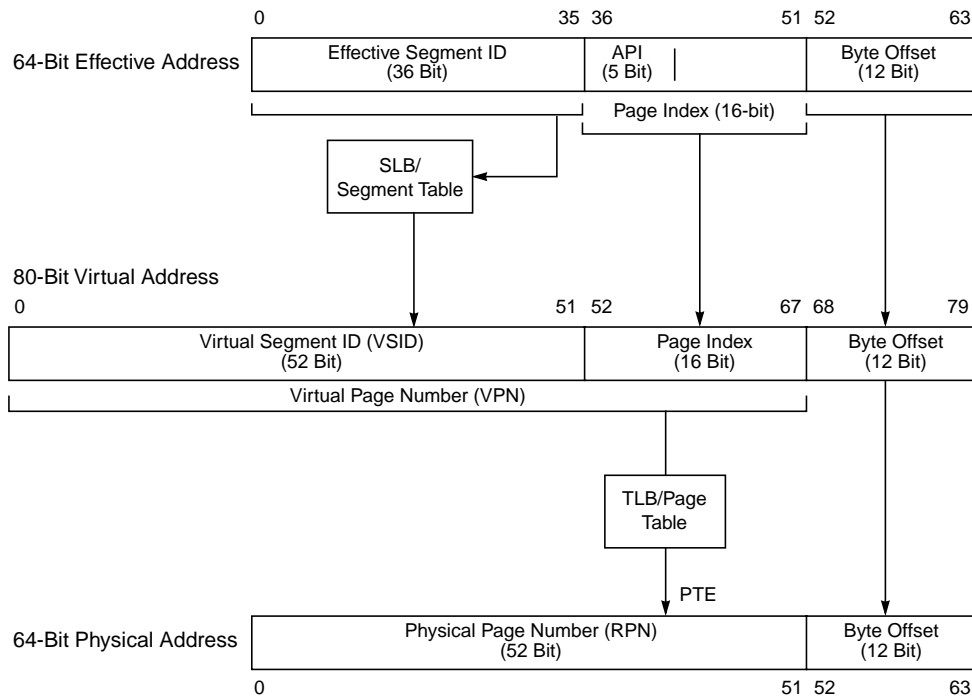 0 35 36 51 52 63
64-Bit Effective Address
Effective Segment ID
(36 Bit)
API
(5 Bit)
Byte Offset
(12 Bit)
Page Index (16-bit)
SLB/
Segment Table
80-Bit Virtual Address
0 51 52 67 68 79
Virtual Segment ID (VSID)
(52 Bit)
Page Index
(16 Bit)
Byte Offset
(12 Bit)
Virtual Page Number (VPN)
TLB/Page
Table
PTE
64-Bit Physical Address
Physical Page Number (RPN)
(52 Bit)
Byte Offset
(12 Bit)
0 51 52 63